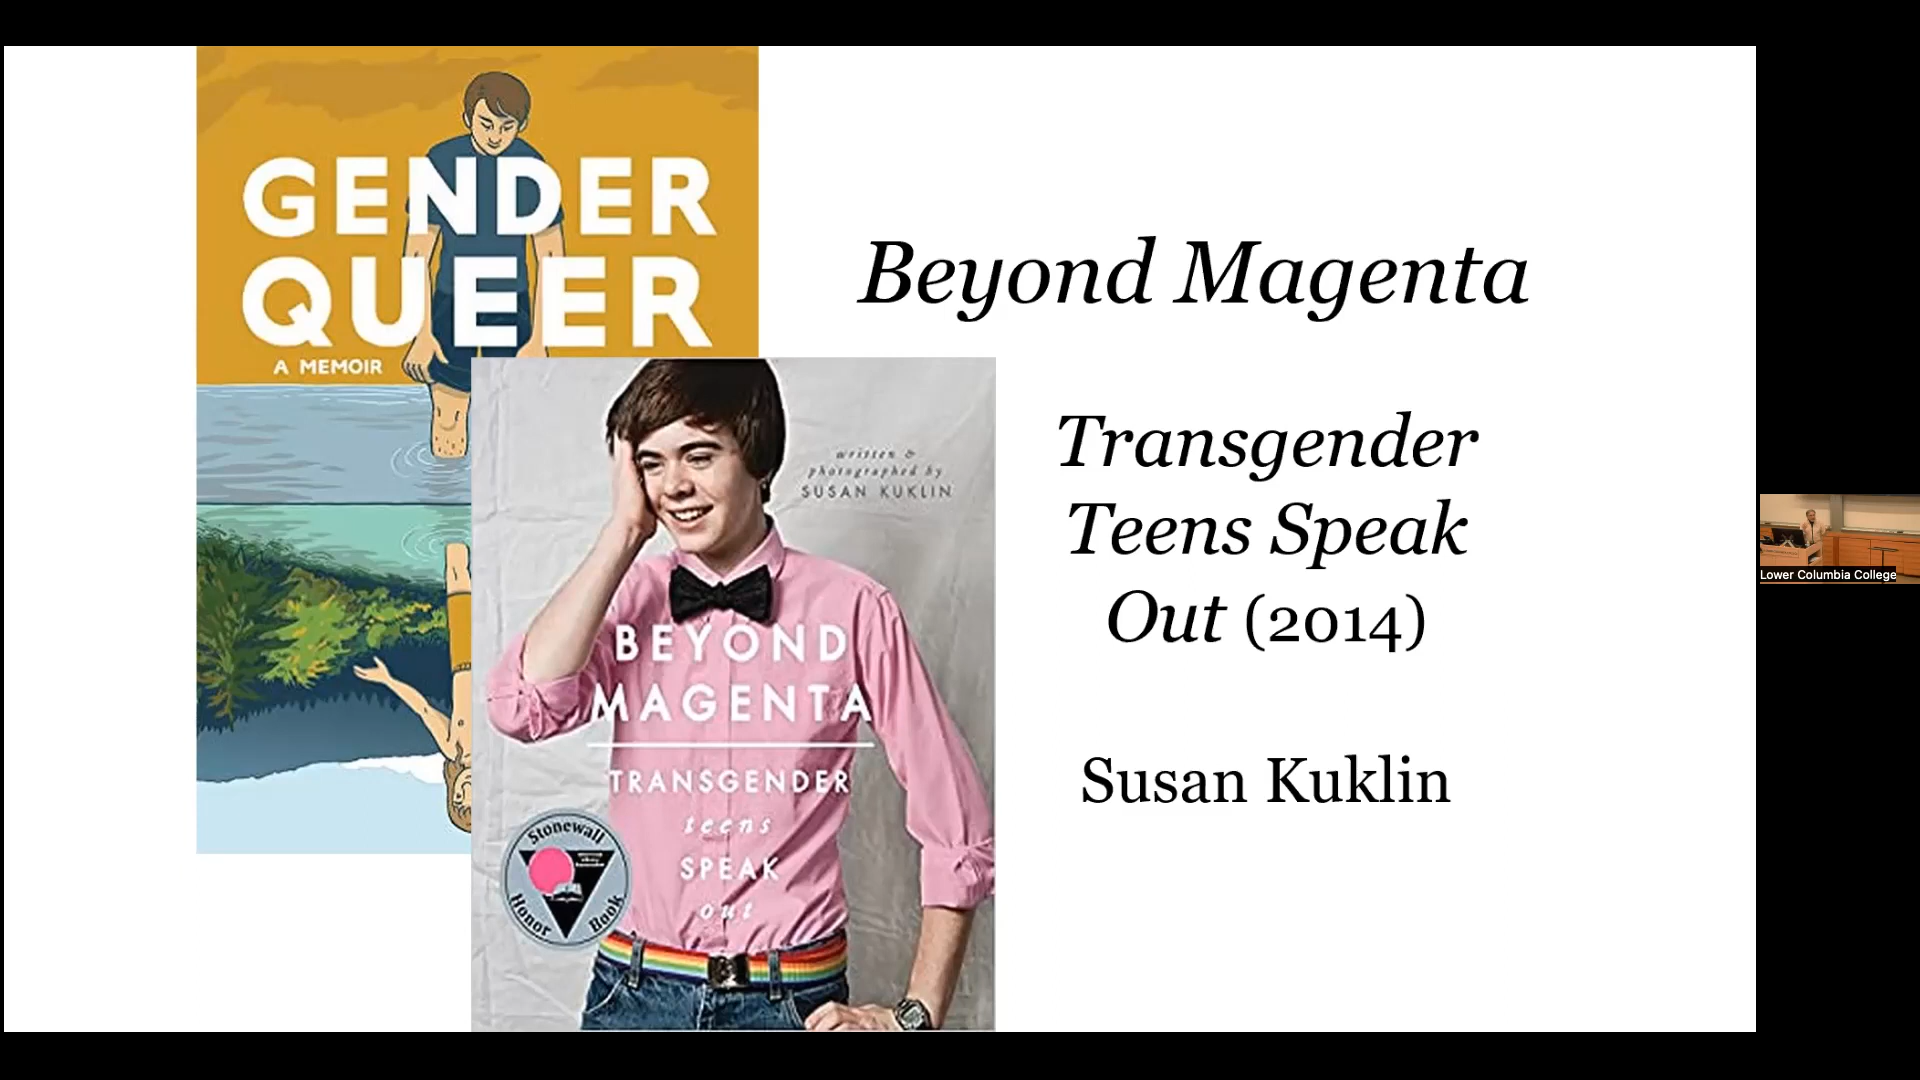 GENDER
QUEER
A MEMOIR
written &
photographed by
SUSAN KUKLIN
BEYOND
MAGENTA
TRANSGENDER
teens
SPEAK
out
Stonewall
Honor
Book
Beyond Magenta
Transgender
Teens Speak
Out (2014)
Susan Kuklin
Lower Columbia College